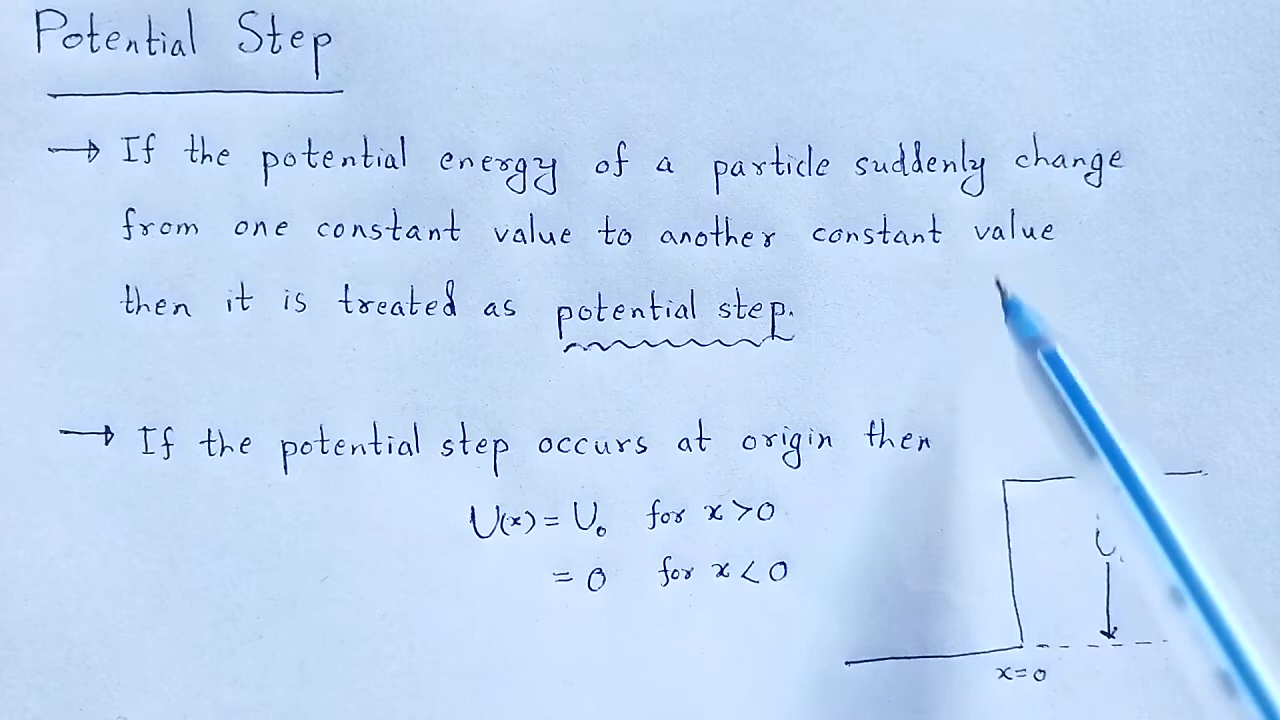 Potential Step
→ If the potential energy of a particle suddenly change
from one constant value to another constant value
then it is treated as potential step.
→ If the potential step occurs at origin then
U(x) = U₀ for x > 0
= 0 for x < 0
x=0